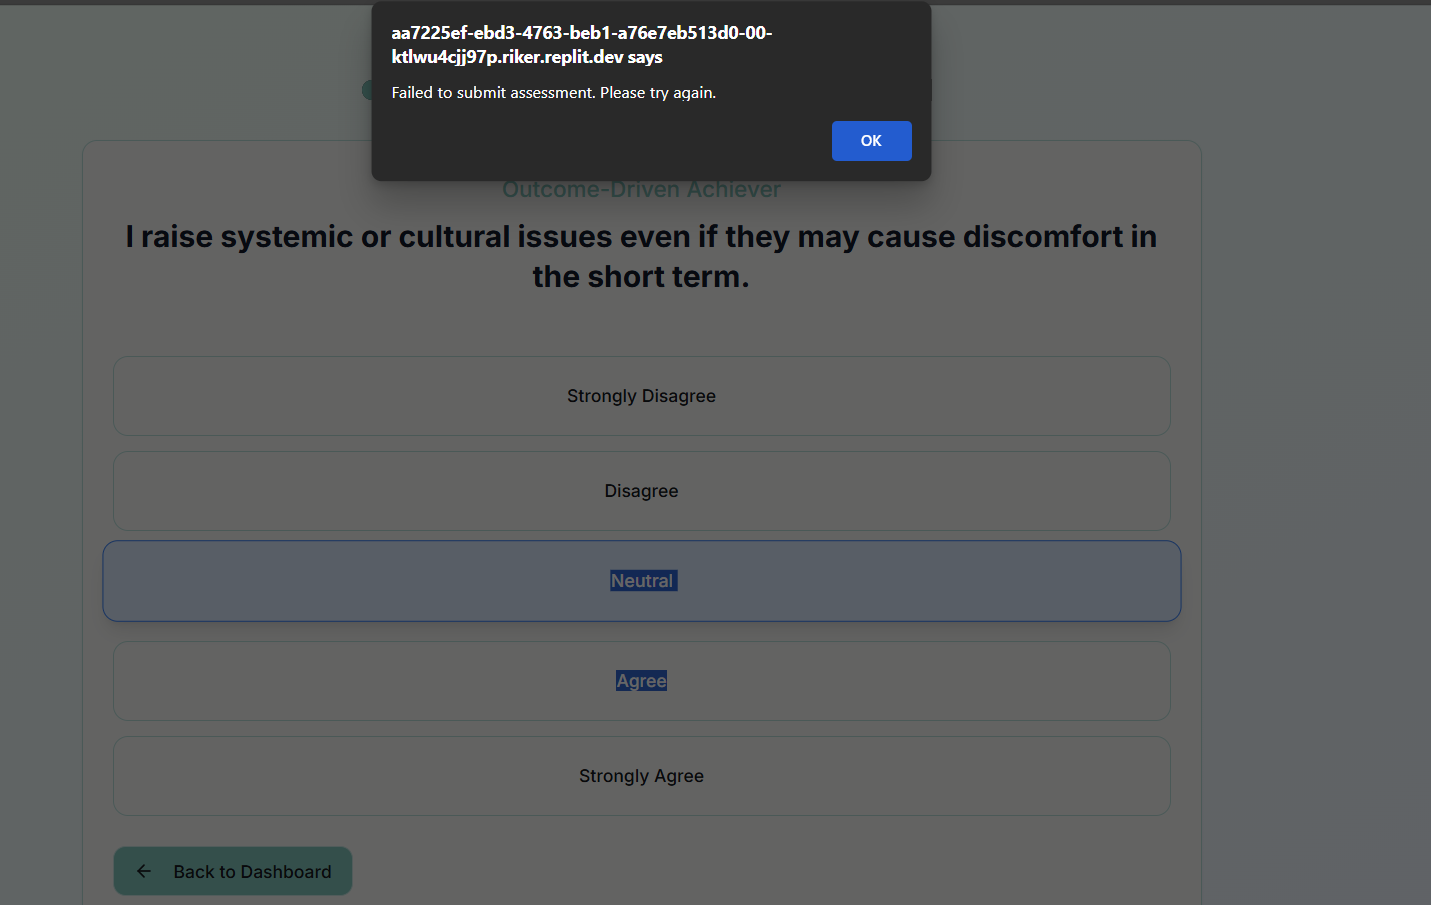 aa7225ef-ebd3-4763-beb1-a76e7eb513d0-00-
ktlwu4cjj97p.riker.replit.dev says
Failed to submit assessment. Please try again.
OK
Outcome-Driven Achiever
I raise systemic or cultural issues even if they may cause discomfort in
the short term.
Strongly Disagree
Disagree
Neutral
Agree
Strongly Agree
Back to Dashboard